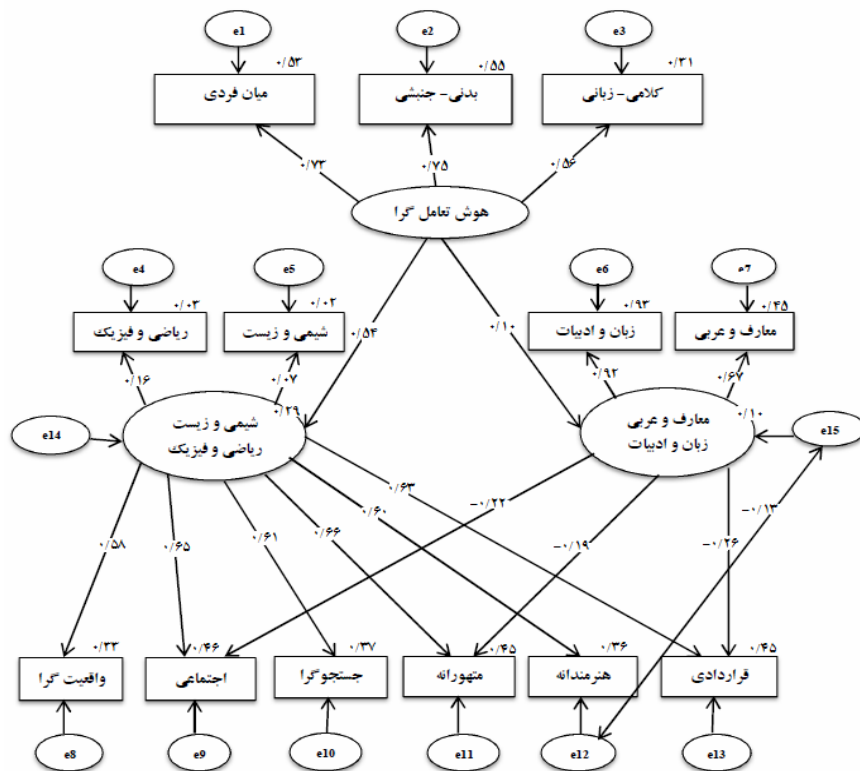 e1
e2
e3
۰/۵۳
۰/۵۵
۰/۳۱
میان فردی
بدنی- جنبشی
کلامی- زبانی
۰/۷۳
۰/۷۵
۰/۵۶
هوش تعامل گرا
e4
e5
e6
e7
۰/۰۳
۰/۰۲
۰/۹۳
۰/۴۵
ریاضی و فیزیک
شیمی و زیست
زبان و ادبیات
معارف و عربی
۰/۵۴
۰/۱۰
۰/۱۶
۰/۰۷
۰/۹۲
۰/۶۷
۰/۲۹
۰/۱۰
e14
شیمی و زیست
ریاضی و فیزیک
معارف و عربی
زبان و ادبیات
e15
۰/۶۳
-۰/۲۲
-۰/۱۳
۰/۵۸
۰/۶۵
۰/۶۱
۰/۶۶
۰/۶۰
-۰/۱۹
-۰/۲۶
۰/۳۳
۰/۴۶
۰/۳۷
۰/۴۵
۰/۳۶
۰/۴۵
واقعیت گرا
اجتماعی
جستجوگرا
متهورانه
هنرمندانه
قراردادی
e8
e9
e10
e11
e12
e13